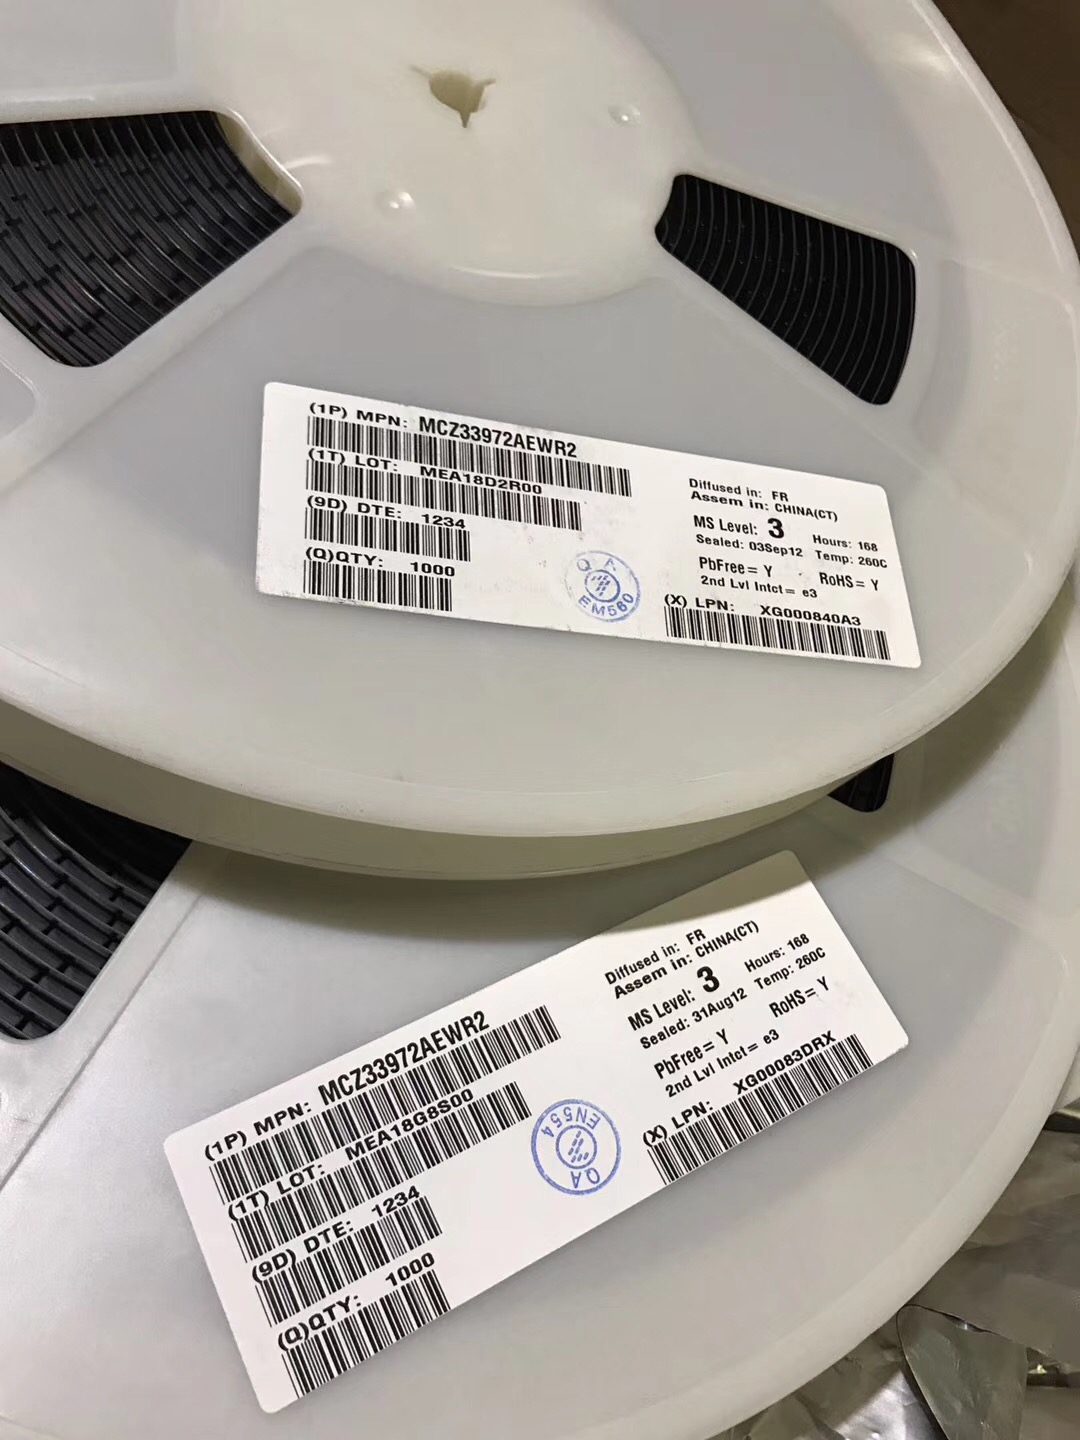 (1P) MPN: MCZ33972AEWR2
(1T) LOT: MEA18D2R00
(9D) DTE: 1234
(Q)QTY: 1000
QA
EM560
Diffused in: FR
Assem in: CHINA(CT)
MS Level: 3 Hours: 168
Sealed: 03Sep12 Temp: 260C
PbFree= Y RoHS= Y
2nd Lvl Intct= e3
(X) LPN: XG000840A3
(1P) MPN: MCZ33972AEWR2
(1T) LOT: MEA18G8S00
(9D) DTE: 1234
(Q)QTY: 1000
QA
EN554
Diffused in: FR
Assem in: CHINA(CT)
MS Level: 3 Hours: 168
Sealed: 31Aug12 Temp: 260C
PbFree= Y RoHS= Y
2nd Lvl Intct= e3
(X) LPN: XG00083DRX